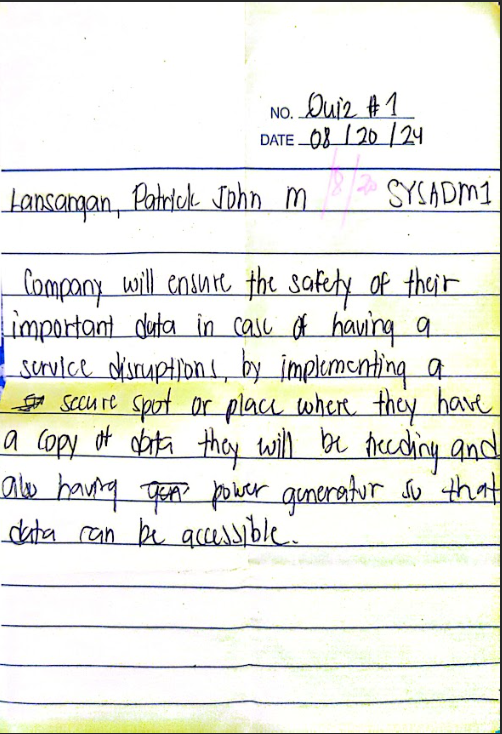 NO. Quiz #1
DATE 08 / 20 / 24
8/20
Lansangan, Patrick John M SYSADM1
Company will ensure the safety of their
important data in case of having a
service disruptions, by implementing a
secure spot or place where they have
a copy of data they will be needing and
also having power generator so that
data can be accessible.